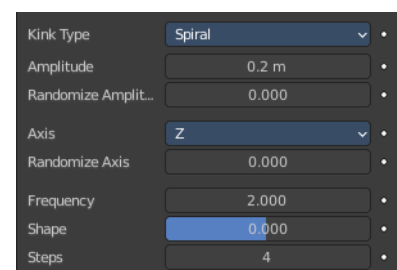 Kink Type Spiral
Amplitude 0.2 m
Randomize Amplit... 0.000
Axis Z
Randomize Axis 0.000
Frequency 2.000
Shape 0.000
Steps 4